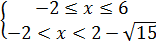 −2 ≤ x ≤ 6
−2 < x < 2 − √15